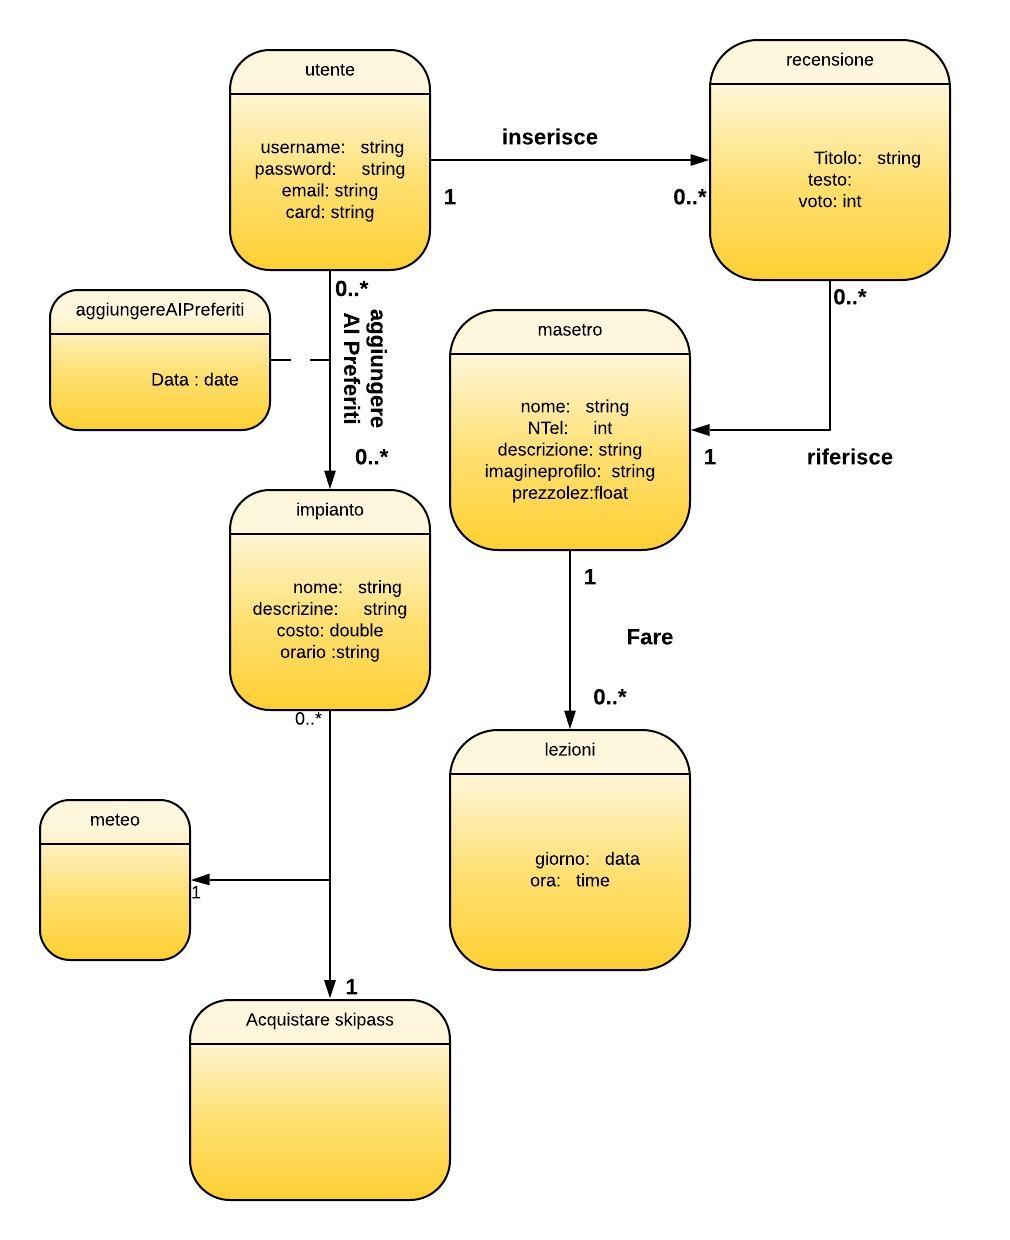 utente
username: string
password: string
email: string
card: string
inserisce
1
0..*
recensione
Titolo: string
testo:
voto: int
0..*
aggiungere
AI Preferiti
0..*
aggiungereAIPreferiti
Data : date
masetro
nome: string
NTel: int
descrizione: string
imagineprofilo: string
prezzolez:float
0..*
1
riferisce
impianto
nome: string
descrizine: string
costo: double
orario :string
0..*
1
Fare
0..*
lezioni
giorno: data
ora: time
meteo
1
1
Acquistare skipass